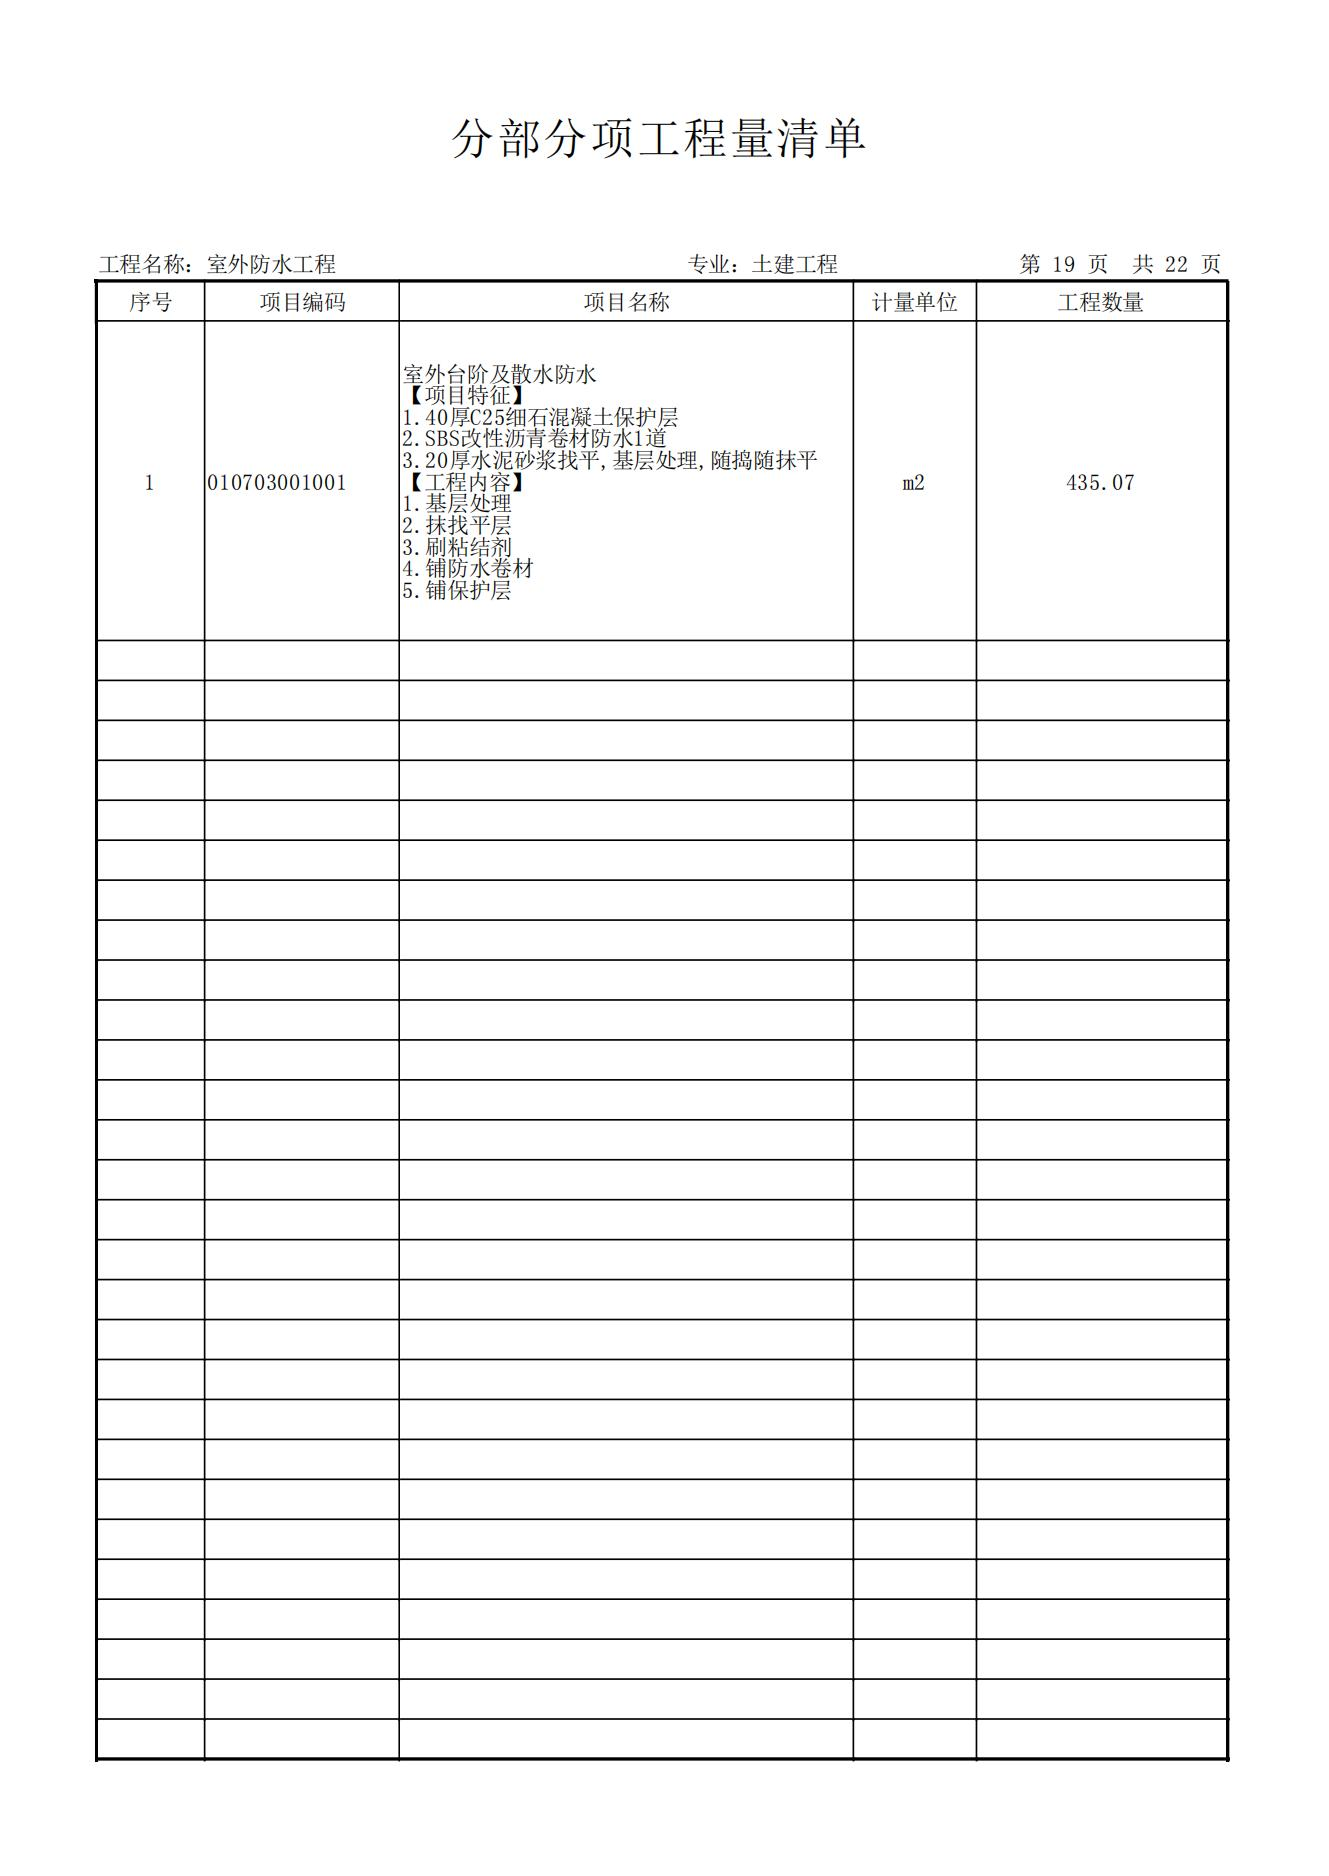 分部分项工程量清单
工程名称：室外防水工程 专业：土建工程 第 19 页 共 22 页
序号 项目编码 项目名称 计量单位 工程数量
室外台阶及散水防水
【项目特征】
1.40厚C25细石混凝土保护层
2.SBS改性沥青卷材防水1道
3.20厚水泥砂浆找平,基层处理,随捣随抹平
1 010703001001 【工程内容】 m2 435.07
1.基层处理
2.抹找平层
3.刷粘结剂
4.铺防水卷材
5.铺保护层